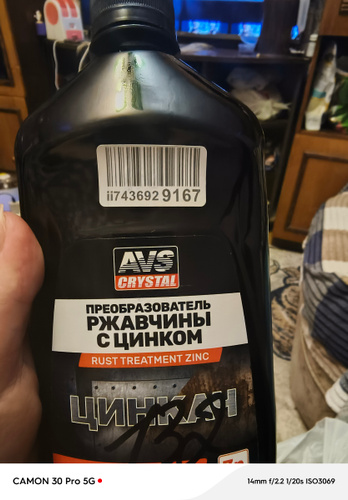 ii743692 9167
AVS
CRYSTAL
ПРЕОБРАЗОВАТЕЛЬ
РЖАВЧИНЫ
С ЦИНКОМ
RUST TREATMENT ZINC
ЦИНКАН
CAMON 30 Pro 5G
14mm f/2.2 1/20s ISO3069